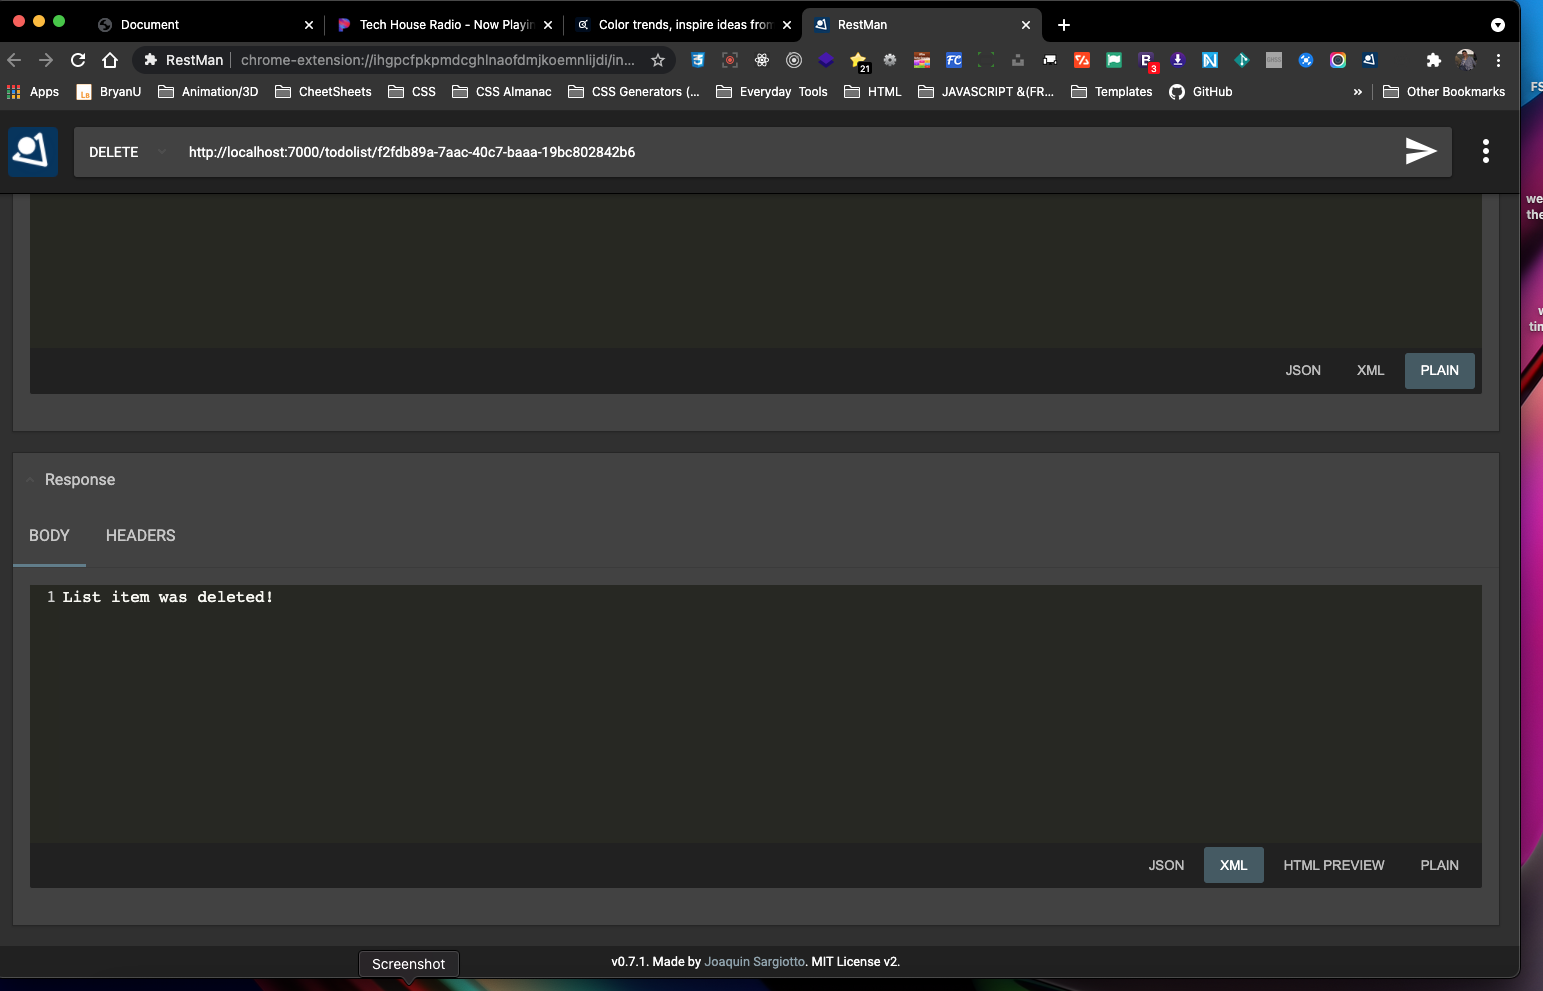 Document
Tech House Radio - Now Playin
Color trends, inspire ideas from
RestMan
RestMan
chrome-extension://ihgpcfpkpmdcghlnaofdmjkoemnlijdi/in...
FC
21
B
3
N
Apps
BryanU
Animation/3D
CheetSheets
CSS
CSS Almanac
CSS Generators (...
Everyday Tools
HTML
JAVASCRIPT &(FR...
Templates
GitHub
»
Other Bookmarks
FS
DELETE
http://localhost:7000/todolist/f2fdb89a-7aac-40c7-baaa-19bc802842b6
we
the
w
tim
JSON
XML
PLAIN
Response
BODY
HEADERS
1 List item was deleted!
JSON
XML
HTML PREVIEW
PLAIN
Screenshot
v0.7.1. Made by Joaquin Sargiotto. MIT License v2.